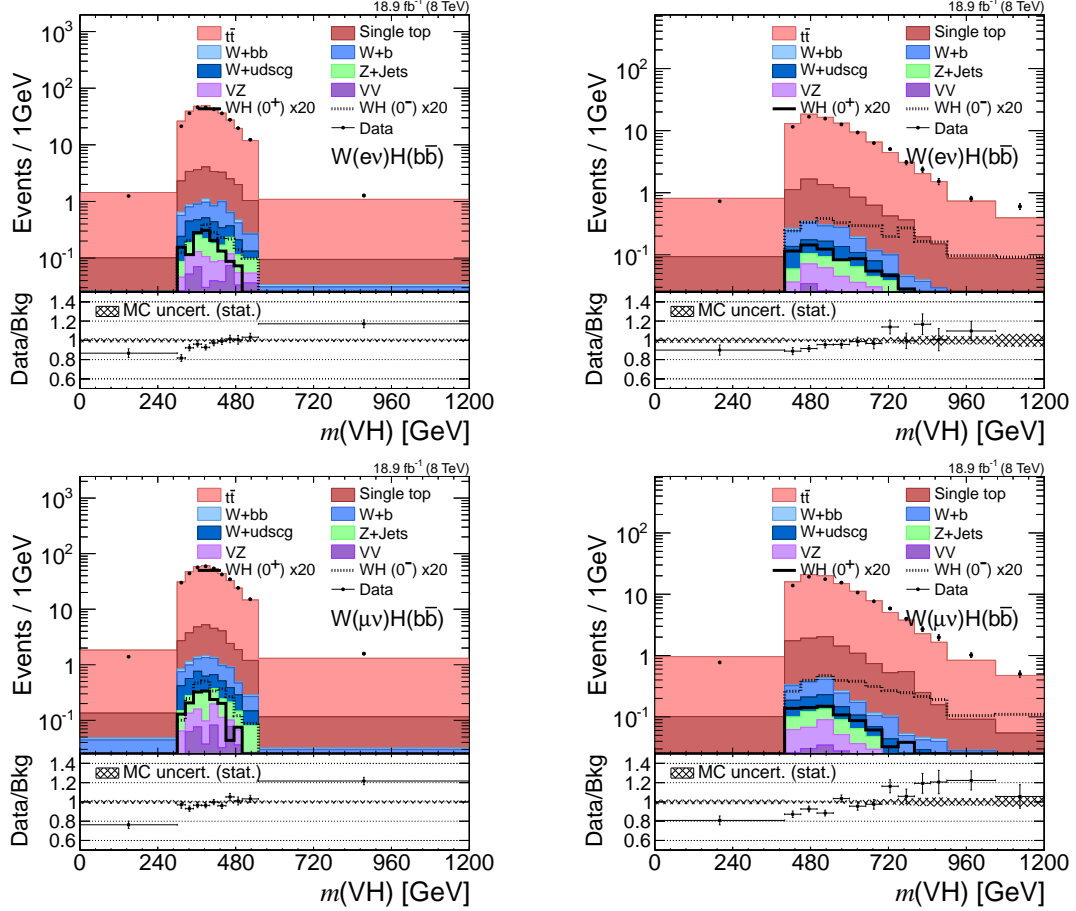 18.9 fb⁻¹ (8 TeV)
Events / 1GeV
10³
10²
10
1
10⁻¹
tt̄
Single top
W+bb
W+b
W+udscg
Z+Jets
VZ
VV
WH (0⁺) x20
WH (0⁻) x20
Data
W(eν)H(bb̄)
Data/Bkg
1.4
1.2
1
0.8
0.6
MC uncert. (stat.)
0 240 480 720 960 1200
m(VH) [GeV]
18.9 fb⁻¹ (8 TeV)
Events / 1GeV
10²
10
1
10⁻¹
tt̄
Single top
W+bb
W+b
W+udscg
Z+Jets
VZ
VV
WH (0⁺) x20
WH (0⁻) x20
Data
W(eν)H(bb̄)
Data/Bkg
1.4
1.2
1
0.8
0.6
MC uncert. (stat.)
0 240 480 720 960 1200
m(VH) [GeV]
18.9 fb⁻¹ (8 TeV)
Events / 1GeV
10³
10²
10
1
10⁻¹
tt̄
Single top
W+bb
W+b
W+udscg
Z+Jets
VZ
VV
WH (0⁺) x20
WH (0⁻) x20
Data
W(μν)H(bb̄)
Data/Bkg
1.4
1.2
1
0.8
0.6
MC uncert. (stat.)
0 240 480 720 960 1200
m(VH) [GeV]
18.9 fb⁻¹ (8 TeV)
Events / 1GeV
10²
10
1
10⁻¹
tt̄
Single top
W+bb
W+b
W+udscg
Z+Jets
VZ
VV
WH (0⁺) x20
WH (0⁻) x20
Data
W(μν)H(bb̄)
Data/Bkg
1.4
1.2
1
0.8
0.6
MC uncert. (stat.)
0 240 480 720 960 1200
m(VH) [GeV]